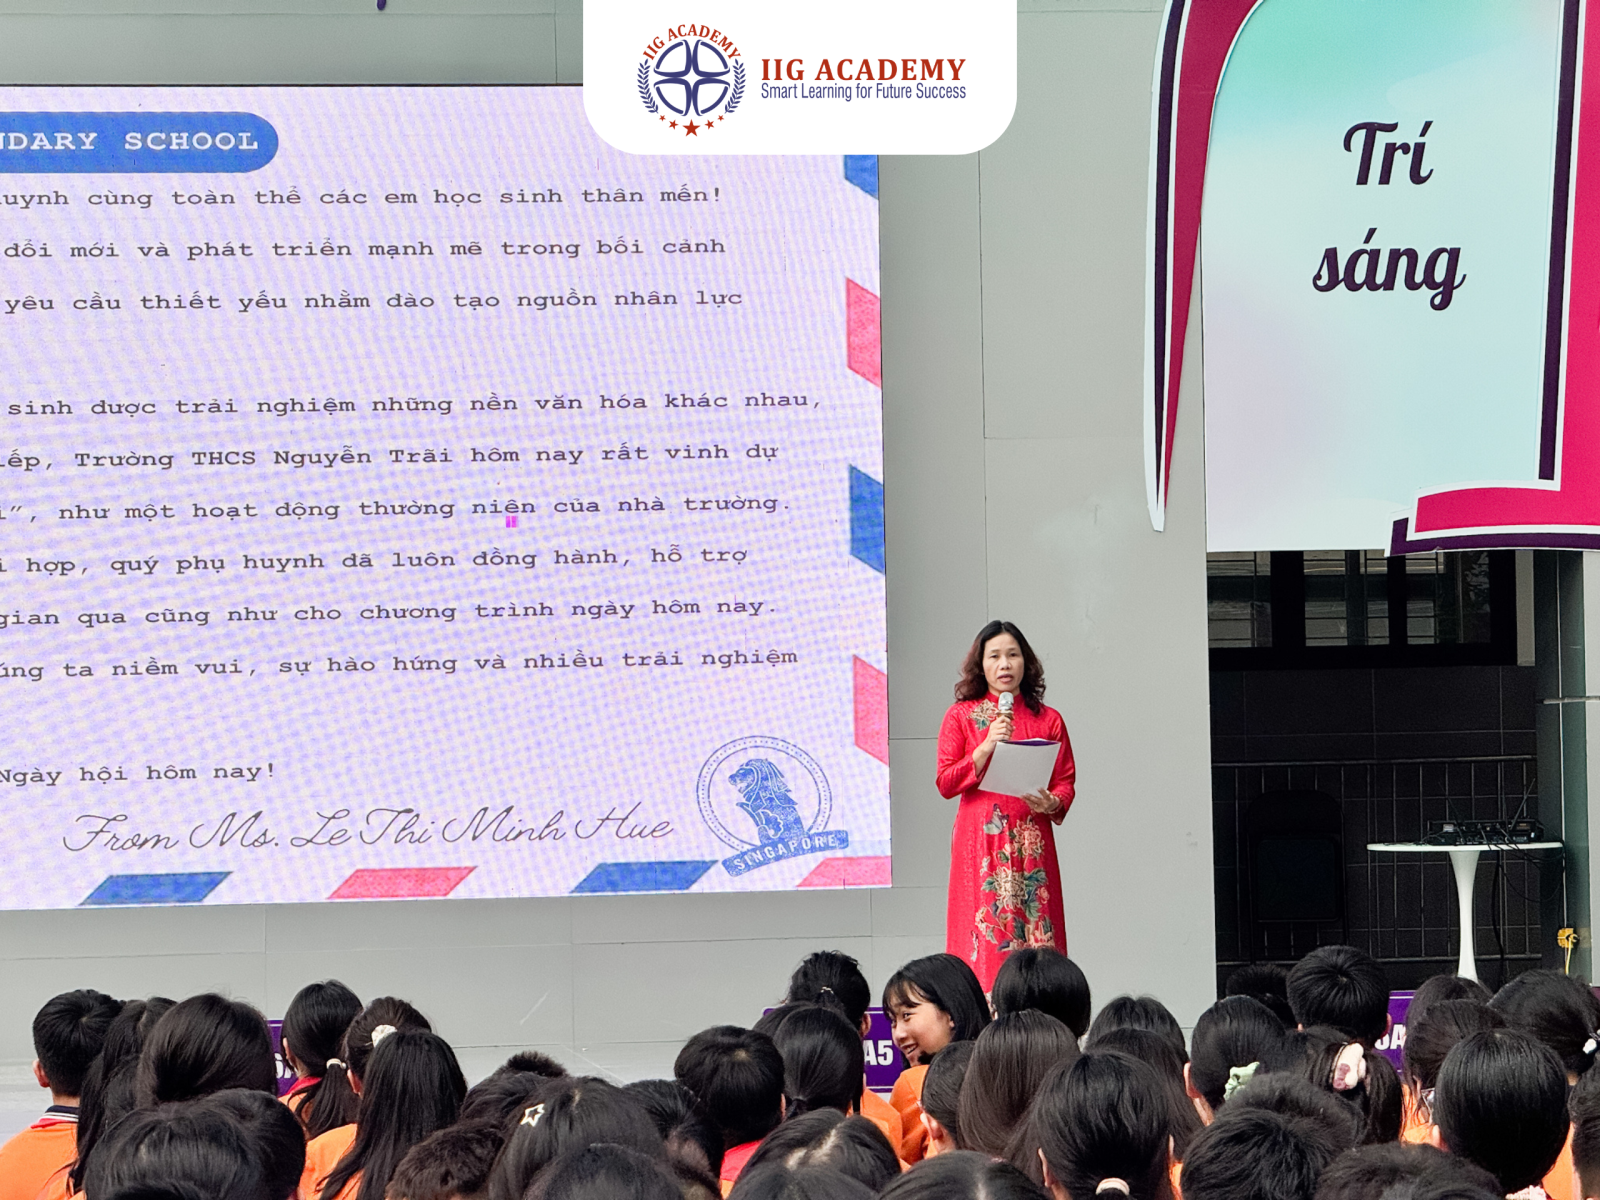 IIG ACADEMY
IIG ACADEMY
Smart Learning for Future Success
NDARY SCHOOL
huynh cùng toàn thể các em học sinh thân mến!
đổi mới và phát triển mạnh mẽ trong bối cảnh
yêu cầu thiết yếu nhằm đào tạo nguồn nhân lực
sinh được trải nghiệm những nền văn hóa khác nhau,
iếp, Trường THCS Nguyễn Trãi hôm nay rất vinh dự
i", như một hoạt động thường niên của nhà trường.
i hợp, quý phụ huynh đã luôn đồng hành, hỗ trợ
gian qua cũng như cho chương trình ngày hôm nay.
úng ta niềm vui, sự hào hứng và nhiều trải nghiệm
Ngày hội hôm nay!
From Ms. Le Thi Minh Hue
SINGAPORE
Trí
sáng
A5